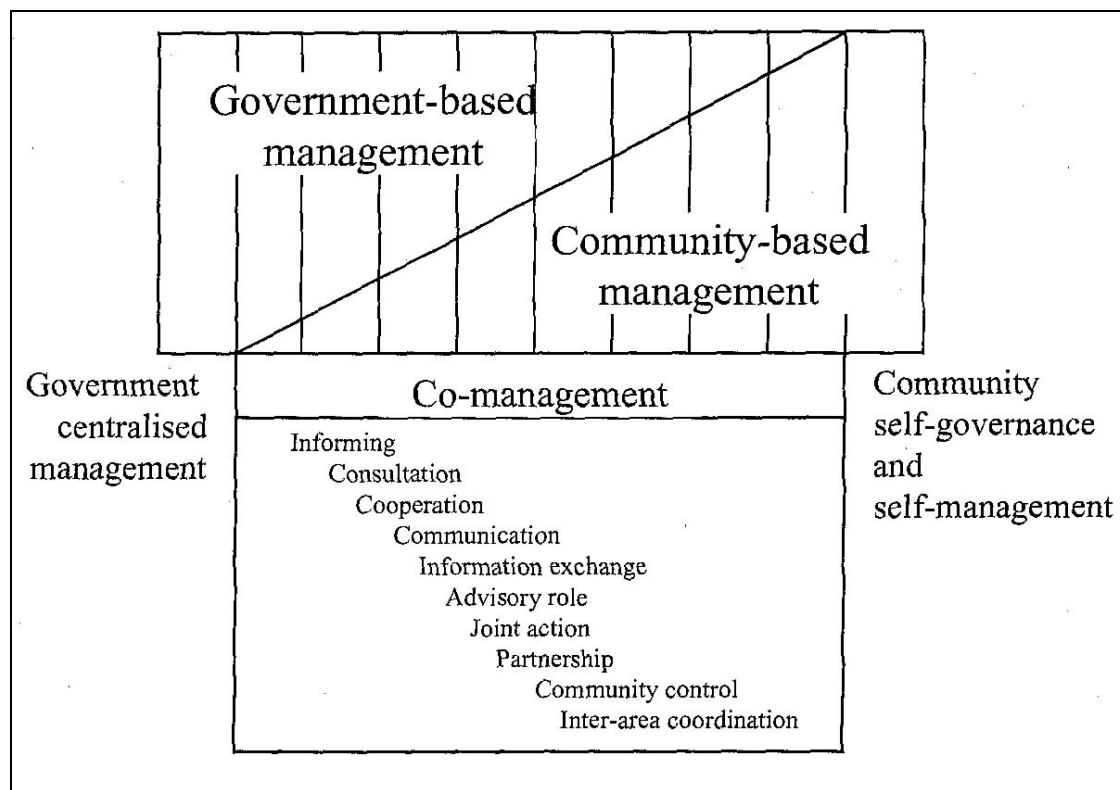 Government-based
management
Community-based
management
Government
centralised
management
Co-management
Community
self-governance
and
self-management
Informing
Consultation
Cooperation
Communication
Information exchange
Advisory role
Joint action
Partnership
Community control
Inter-area coordination